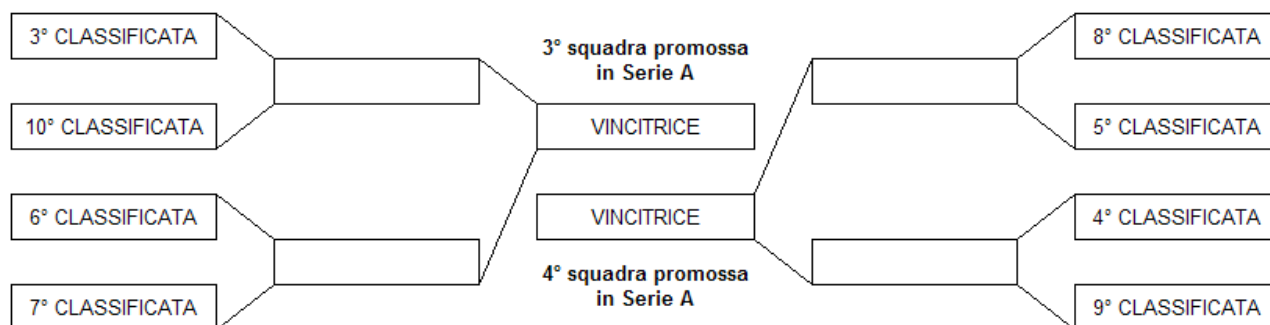 3° CLASSIFICATA
10° CLASSIFICATA
6° CLASSIFICATA
7° CLASSIFICATA
3° squadra promossa
in Serie A
VINCITRICE
VINCITRICE
4° squadra promossa
in Serie A
8° CLASSIFICATA
5° CLASSIFICATA
4° CLASSIFICATA
9° CLASSIFICATA